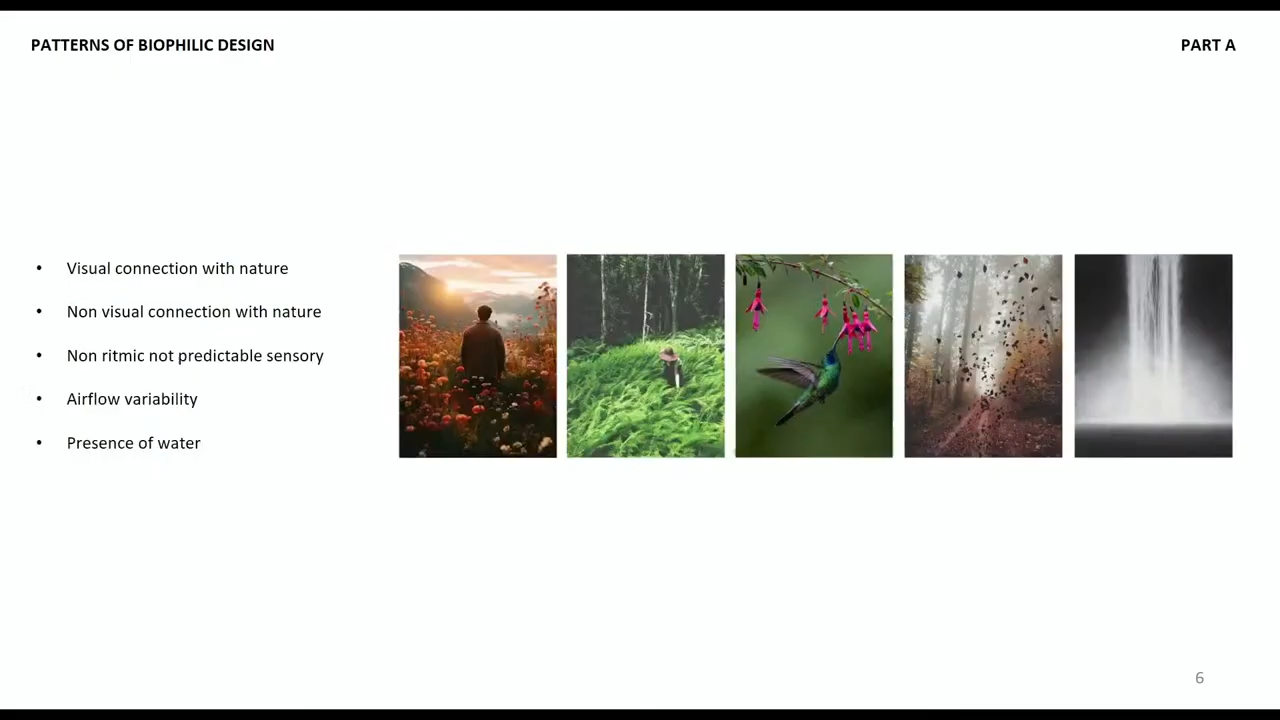 PATTERNS OF BIOPHILIC DESIGN
PART A
• Visual connection with nature
• Non visual connection with nature
• Non ritmic not predictable sensory
• Airflow variability
• Presence of water
6